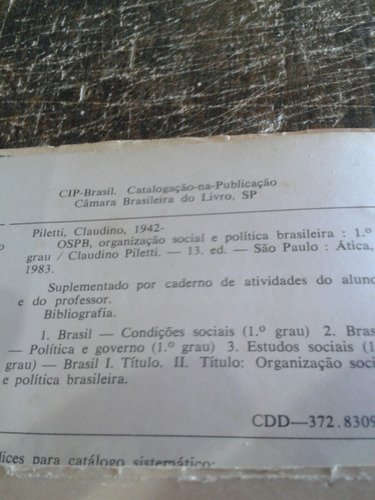 CIP-Brasil. Catalogação-na-Publicação
Câmara Brasileira do Livro, SP
Piletti, Claudino, 1942-
OSPB, organização social e política brasileira : 1.º
grau / Claudino Piletti. — 13. ed. — São Paulo : Ática,
1983.
Suplementado por caderno de atividades do aluno
e do professor.
Bibliografia.
1. Brasil — Condições sociais (1.º grau) 2. Bras
— Política e governo (1.º grau) 3. Estudos sociais (1
grau) — Brasil I. Título. II. Título: Organização soci
e política brasileira.
CDD—372.8309
dices para catálogo sistemático: